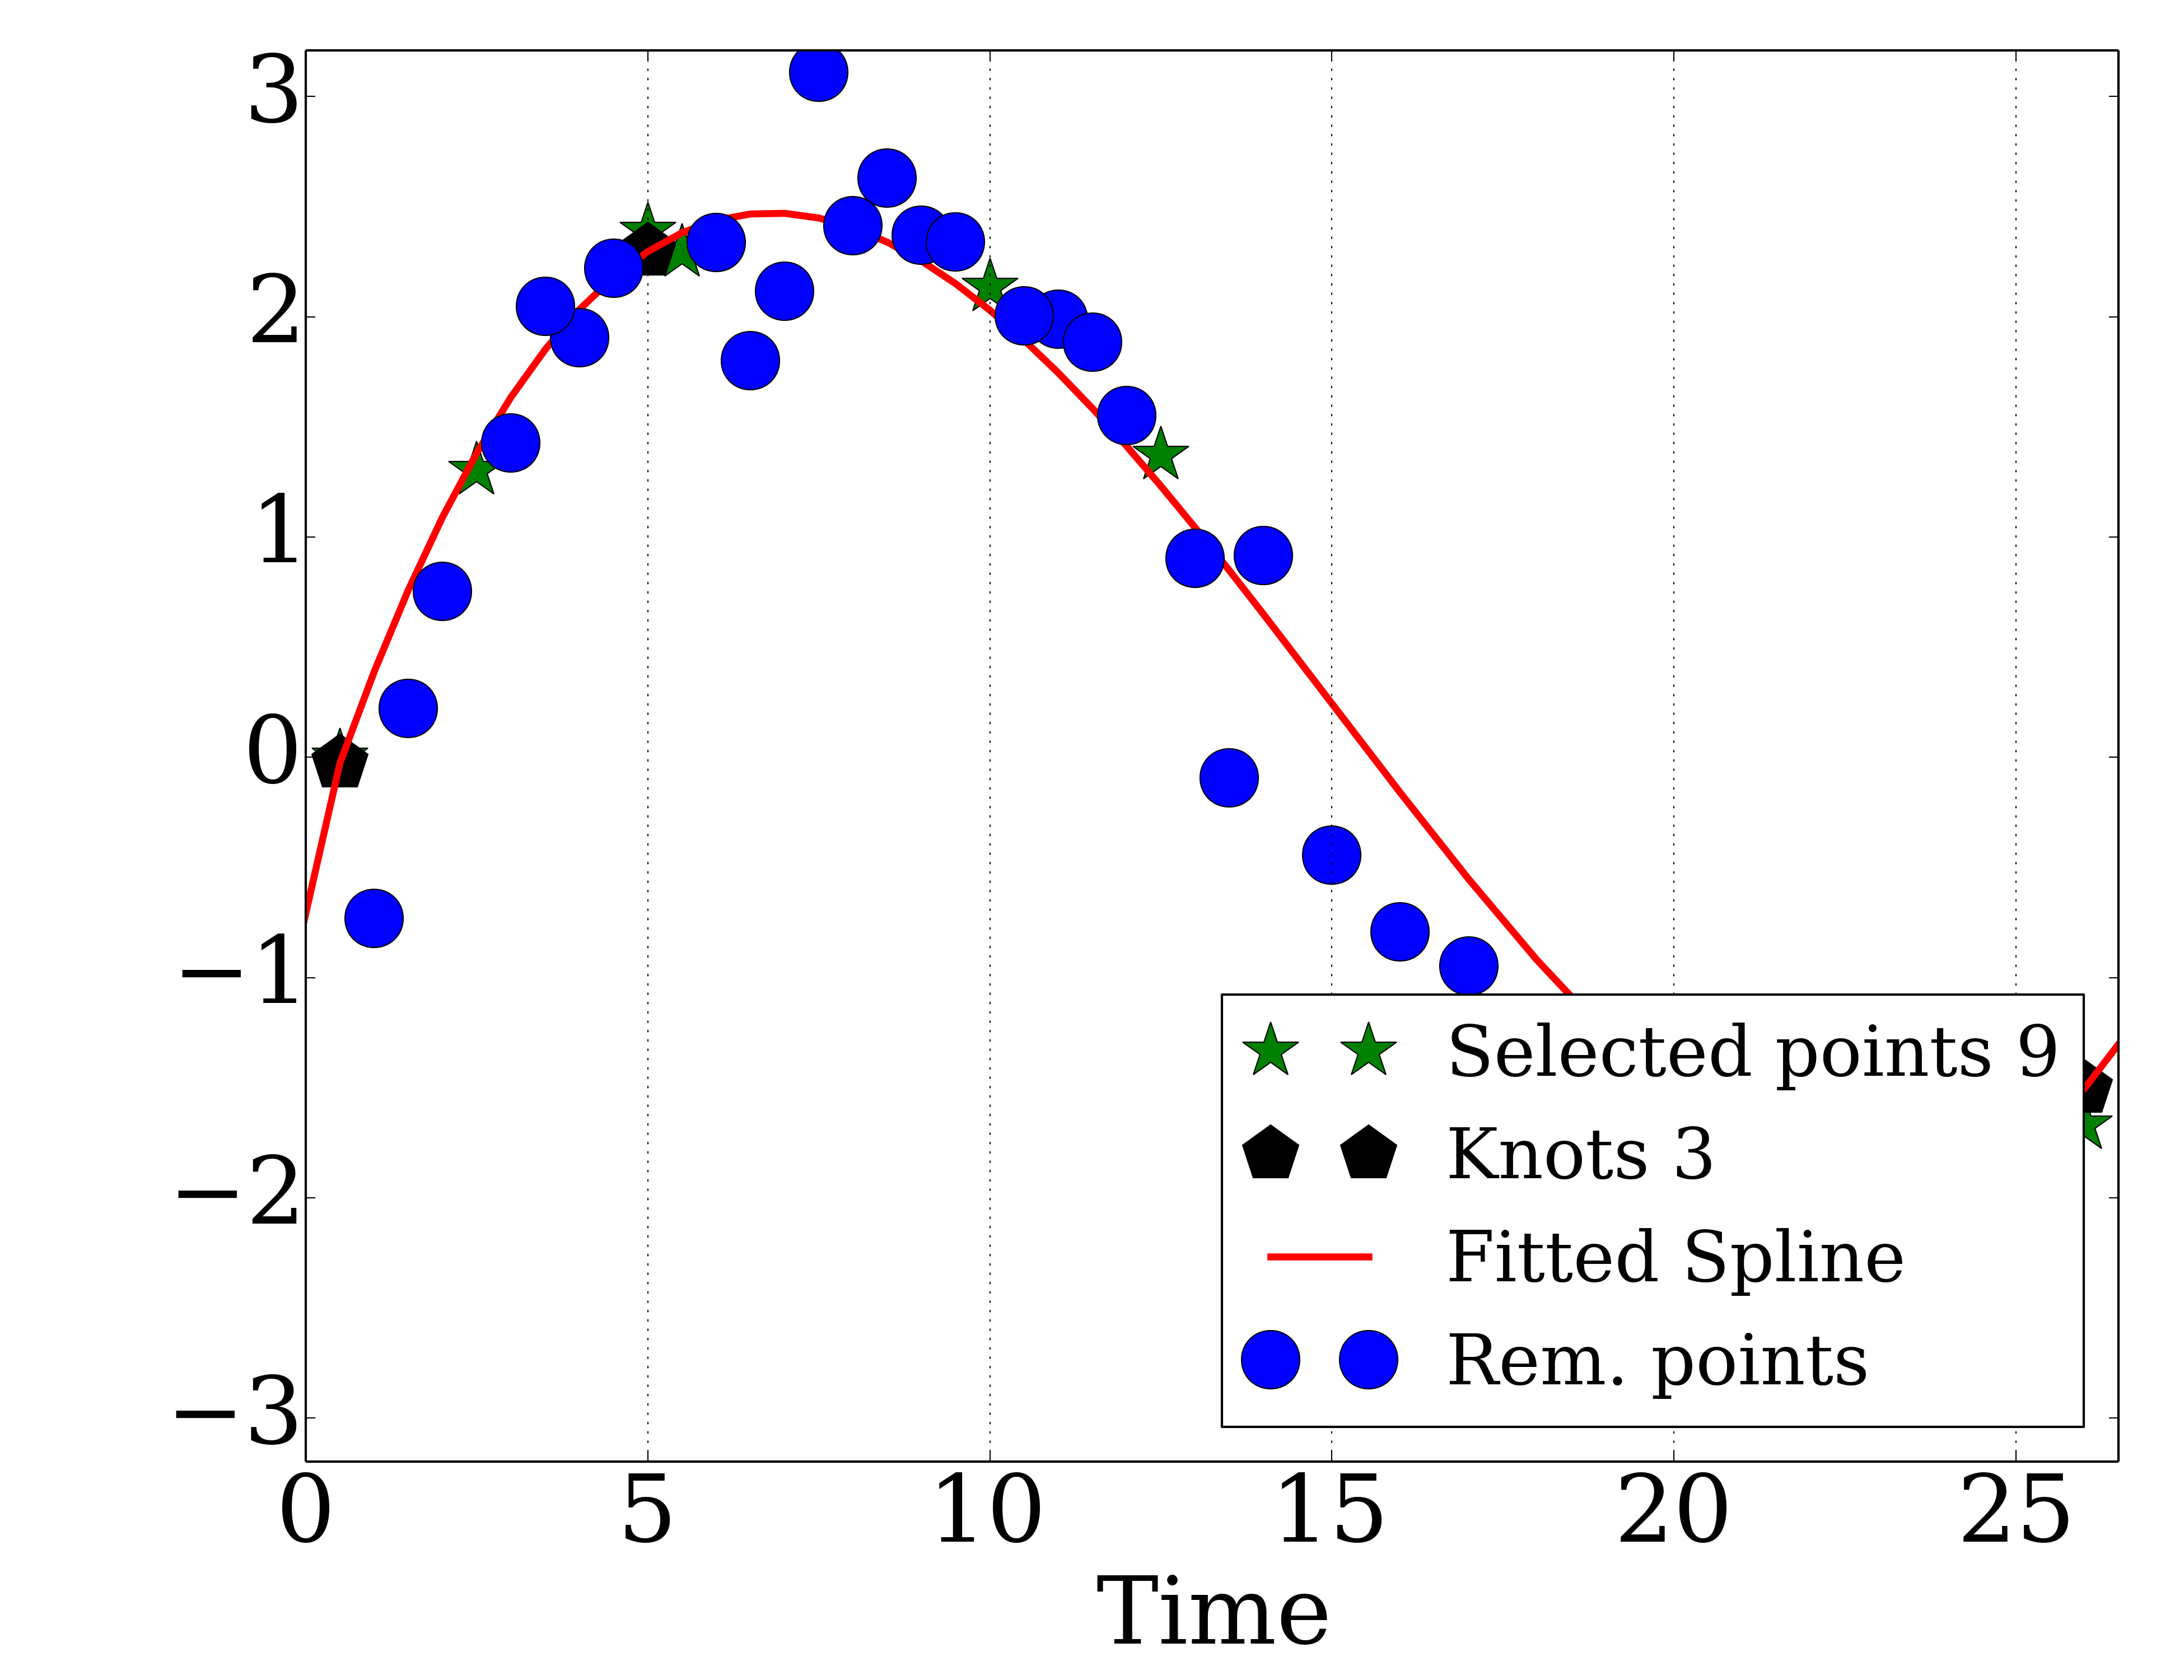 3
2
1
0
−1
−2
−3
Selected points 9
Knots 3
Fitted Spline
Rem. points
0 5 10 15 20 25
Time